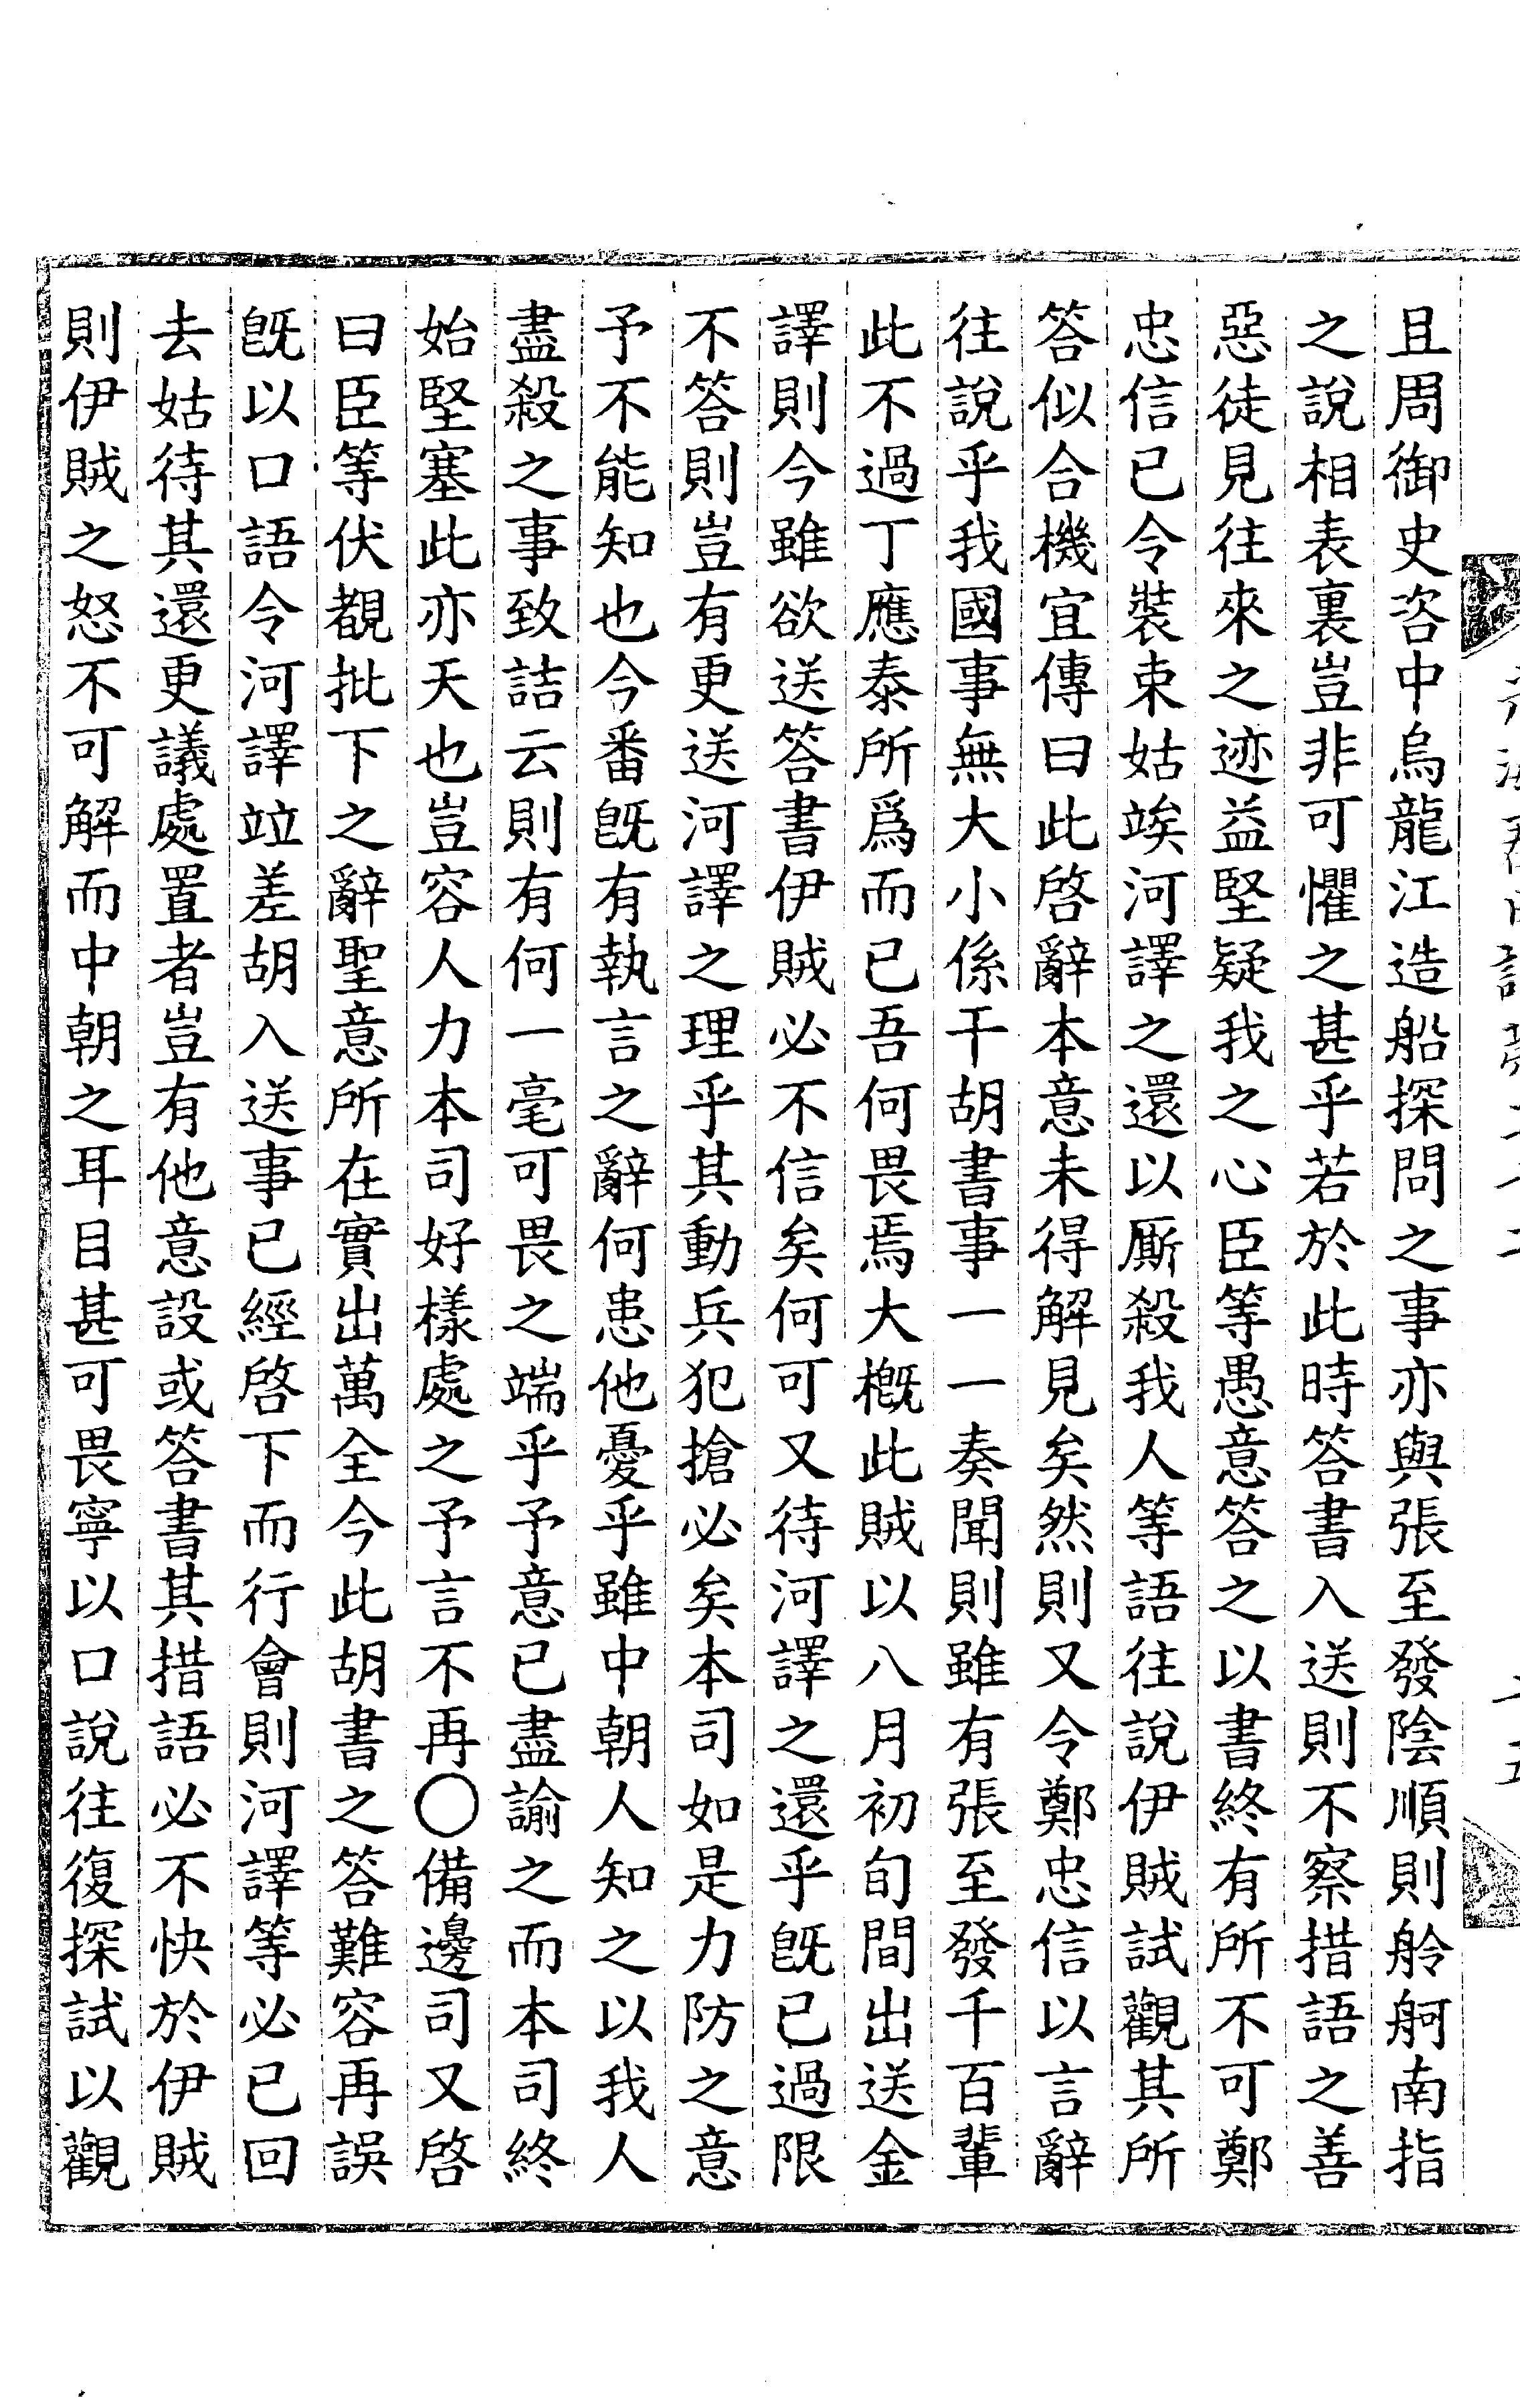 且周御史咨中烏龍江造船探問之事亦與張至發陰順則舲舸南指
之說相表裏豈非可懼之甚乎若於此時答書入送則不察措語之善
惡徒見往來之迹益堅疑我之心臣等愚意答之以書終有所不可鄭
忠信已令裝束姑竢河譯之還以厮殺我人等語往說伊賊試觀其所
答似合機宜傳曰此啓辭本意未得解見矣然則又令鄭忠信以言辭
往說乎我國事無大小係干胡書事一一奏聞則雖有張至發千百輩
此不過丁應泰所爲而已吾何畏焉大槪此賊以八月初旬間出送金
譯則今雖欲送答書伊賊必不信矣何可又待河譯之還乎旣已過限
不答則豈有更送河譯之理乎其動兵犯搶必矣本司如是力防之意
予不能知也今番旣有執言之辭何患他憂乎雖中朝人知之以我人
盡殺之事致詰云則有何一毫可畏之端乎予意已盡諭之而本司終
始堅塞此亦天也豈容人力本司好樣處之予言不再○備邊司又啓
曰臣等伏覩批下之辭聖意所在實出萬全今此胡書之答難容再誤
旣以口語令河譯竝差胡入送事已經啓下而行會則河譯等必已回
去姑待其還更議處置者豈有他意設或答書其措語必不快於伊賊
則伊賊之怒不可解而中朝之耳目甚可畏寧以口說往復探試以觀